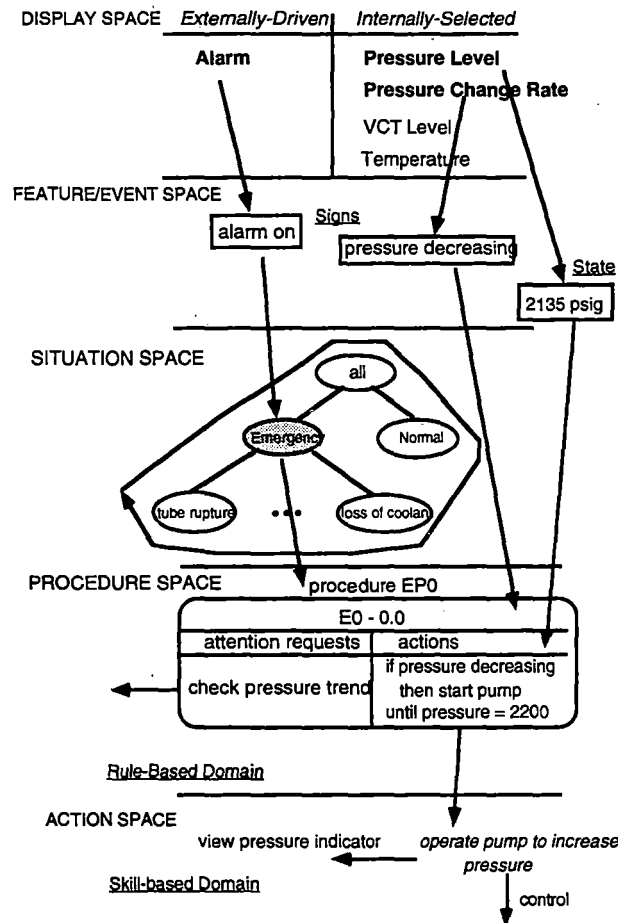 DISPLAY SPACE Externally-Driven Internally-Selected
Alarm Pressure Level
Pressure Change Rate
VCT Level
Temperature
FEATURE/EVENT SPACE
Signs
alarm on pressure decreasing
State
2135 psig
SITUATION SPACE
all
Emergency Normal
tube rupture • • • loss of coolan
PROCEDURE SPACE procedure EP0
E0 - 0.0
attention requests actions
check pressure trend if pressure decreasing
then start pump
until pressure = 2200
Rule-Based Domain
ACTION SPACE
view pressure indicator operate pump to increase
pressure
Skill-based Domain control